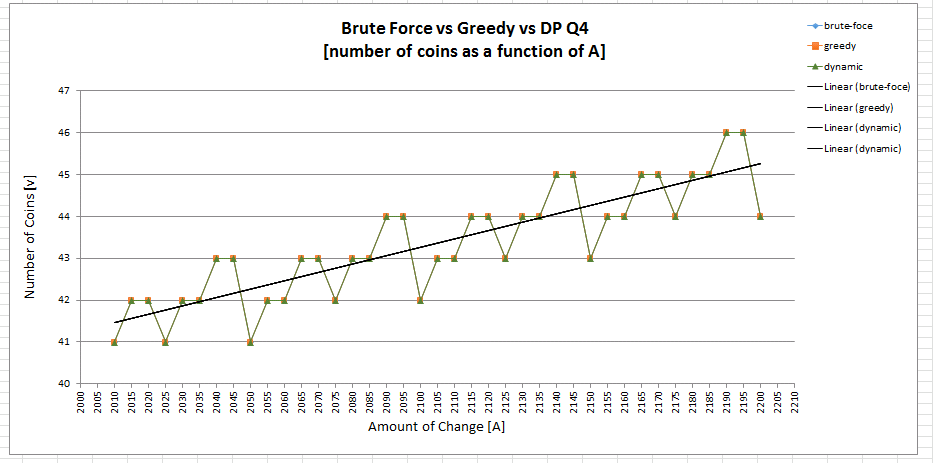 Brute Force vs Greedy vs DP Q4
[number of coins as a function of A]
brute-foce
greedy
dynamic
Linear (brute-foce)
Linear (greedy)
Linear (dynamic)
Linear (dynamic)
Number of Coins [v]
47
46
45
44
43
42
41
40
2000 2005 2010 2015 2020 2025 2030 2035 2040 2045 2050 2055 2060 2065 2070 2075 2080 2085 2090 2095 2100 2105 2110 2115 2120 2125 2130 2135 2140 2145 2150 2155 2160 2165 2170 2175 2180 2185 2190 2195 2200 2205 2210
Amount of Change [A]